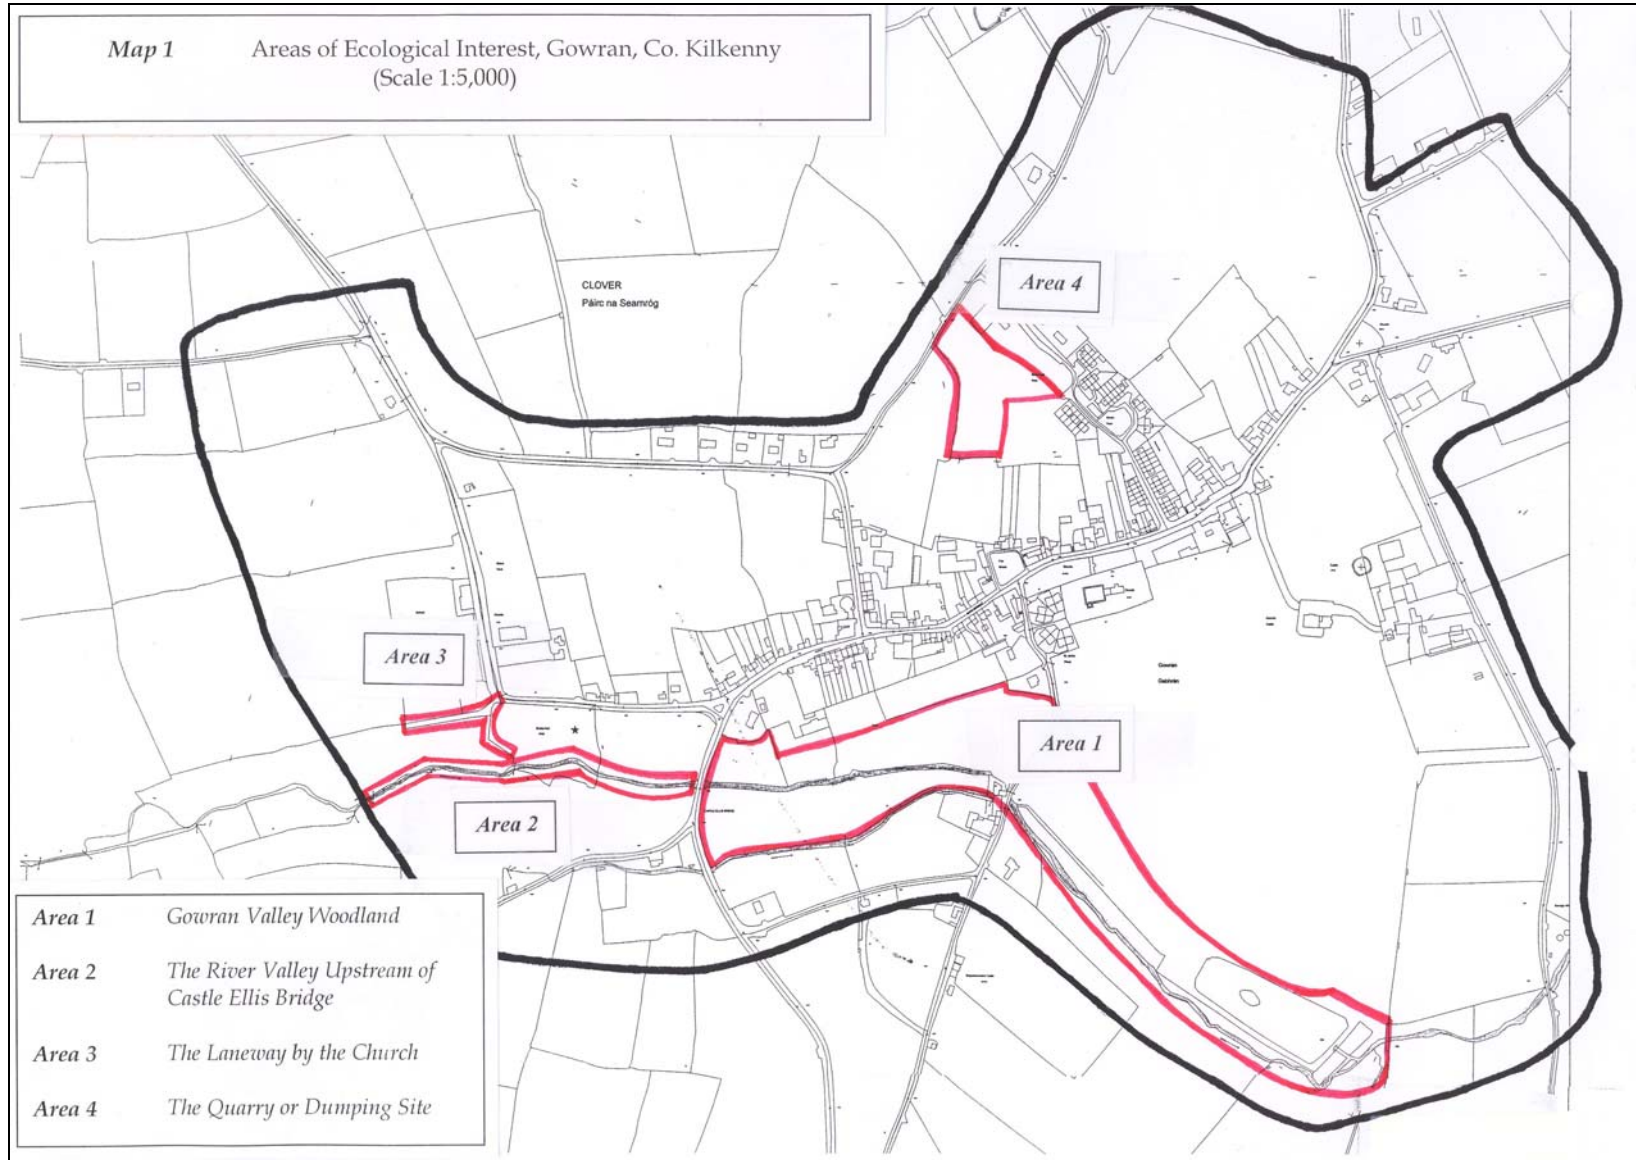 Map 1 Areas of Ecological Interest, Gowran, Co. Kilkenny
(Scale 1:5,000)
CLOVER
Páirc na Seamróg
Area 4
Area 3
Gowran
Gabhrán
Area 1
Area 2
Area 1 Gowran Valley Woodland
Area 2 The River Valley Upstream of
Castle Ellis Bridge
Area 3 The Laneway by the Church
Area 4 The Quarry or Dumping Site